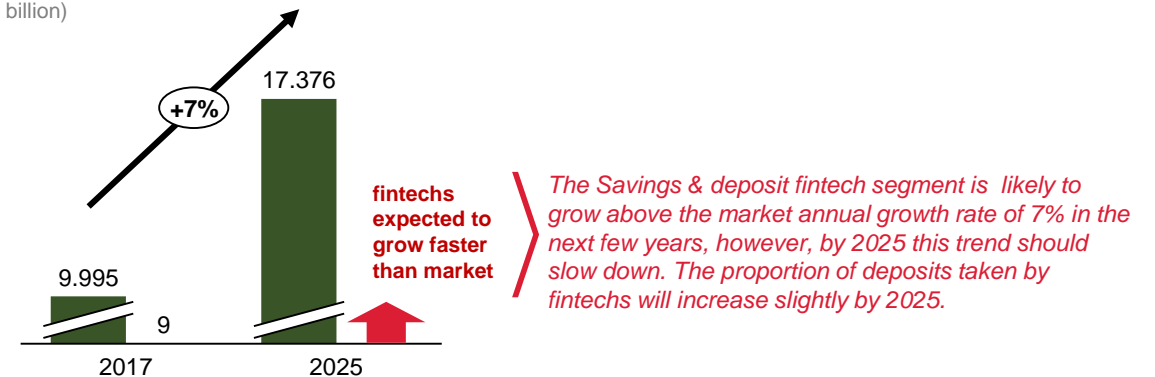 billion)
+7%
17.376
9.995
9
2017
2025
fintechs
expected to
grow faster
than market
The Savings & deposit fintech segment is likely to
grow above the market annual growth rate of 7% in the
next few years, however, by 2025 this trend should
slow down. The proportion of deposits taken by
fintechs will increase slightly by 2025.